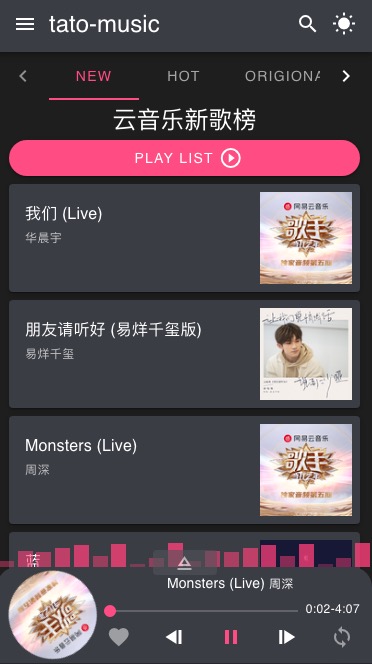 tato-music
NEW
HOT
ORIGIONA
云音乐新歌榜
PLAY LIST
我们 (Live)
华晨宇
网易云音乐
歌手
朋友请听好 (易烊千玺版)
易烊千玺
Monsters (Live)
周深
网易云音乐
歌手
蓝
Monsters (Live) 周深
0:02-4:07